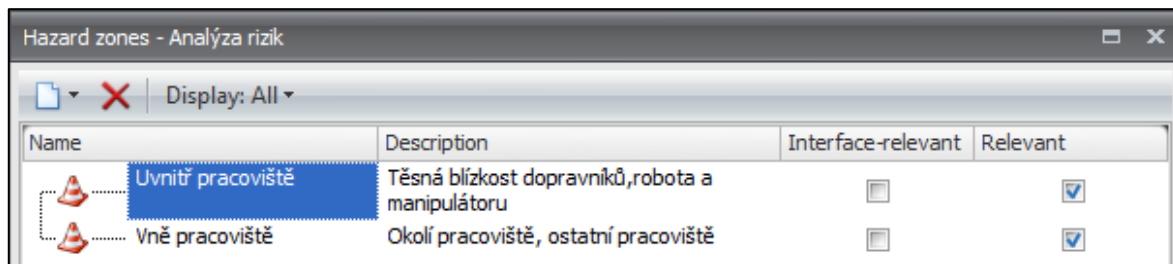 Hazard zones - Analýza rizik
Display: All
Name Description Interface-relevant Relevant
Uvnitř pracoviště Těsná blízkost dopravníků,robota a
manipulátoru
Vně pracoviště Okolí pracoviště, ostatní pracoviště